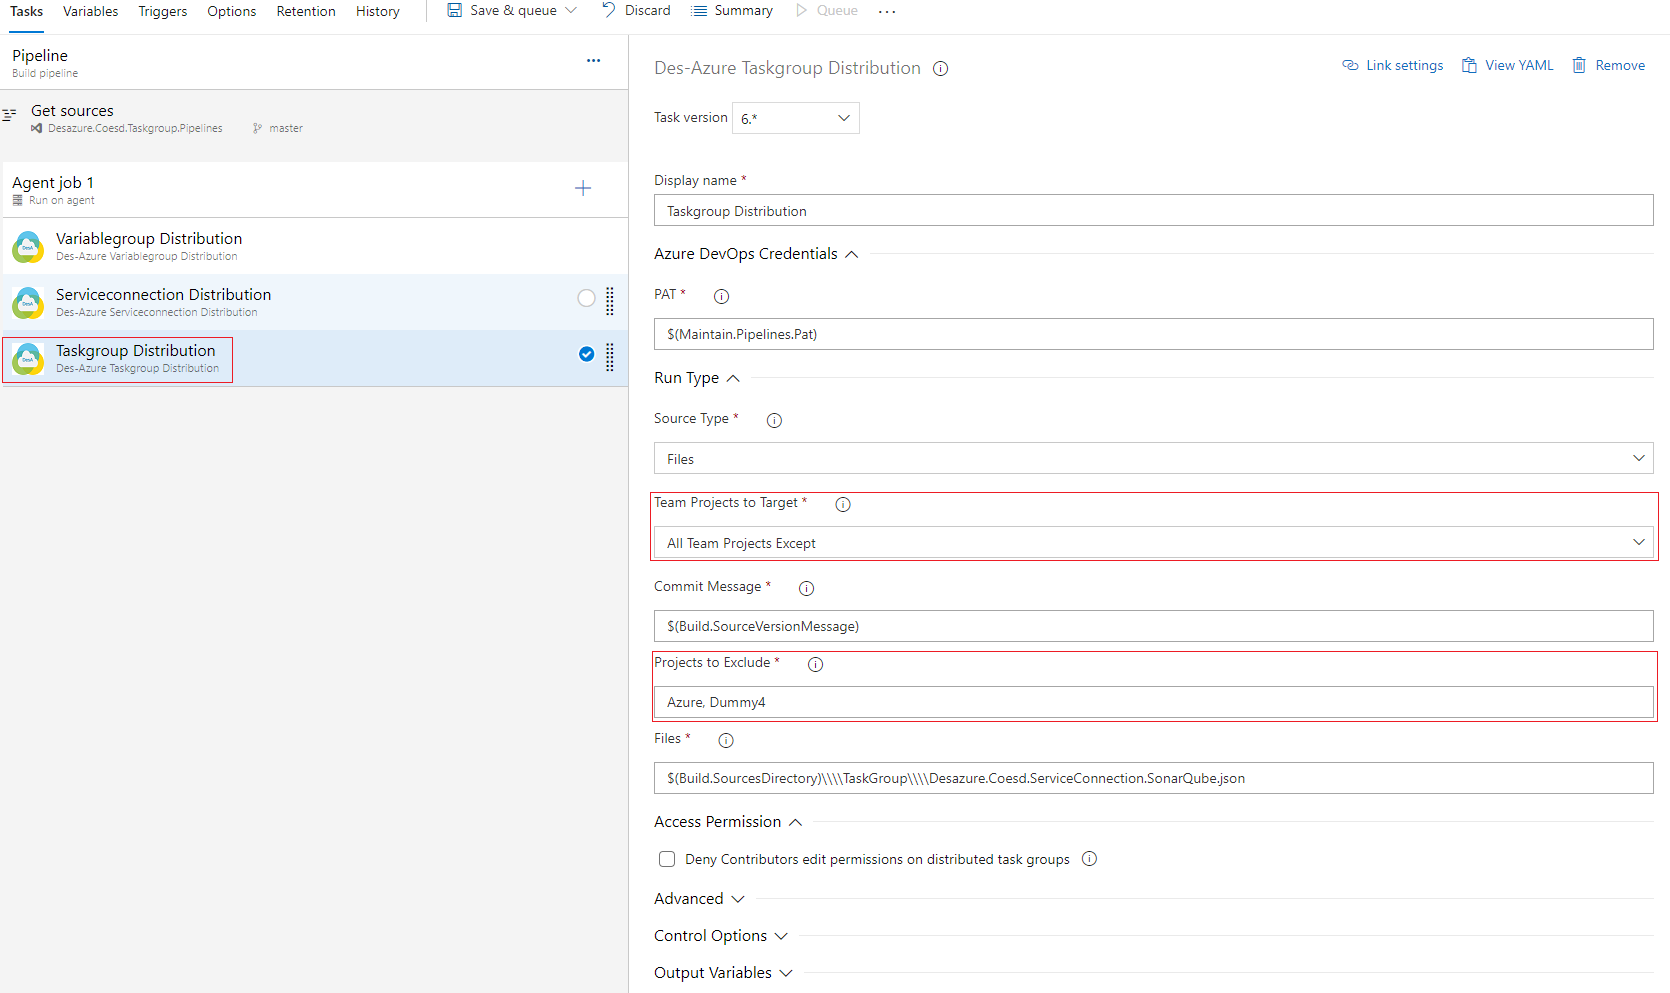 Tasks Variables Triggers Options Retention History Save & queue Discard Summary Queue ...
Pipeline
Build pipeline
Get sources
Desazure.Coesd.Taskgroup.Pipelines master
Agent job 1
Run on agent
Variablegroup Distribution
Des-Azure Variablegroup Distribution
Serviceconnection Distribution
Des-Azure Serviceconnection Distribution
Taskgroup Distribution
Des-Azure Taskgroup Distribution
Des-Azure Taskgroup Distribution
Link settings View YAML Remove
Task version 6.*
Display name *
Taskgroup Distribution
Azure DevOps Credentials
PAT *
$(Maintain.Pipelines.Pat)
Run Type
Source Type *
Files
Team Projects to Target *
All Team Projects Except
Commit Message *
$(Build.SourceVersionMessage)
Projects to Exclude *
Azure, Dummy4
Files *
$(Build.SourcesDirectory)\\\\TaskGroup\\\\Desazure.Coesd.ServiceConnection.SonarQube.json
Access Permission
Deny Contributors edit permissions on distributed task groups
Advanced
Control Options
Output Variables